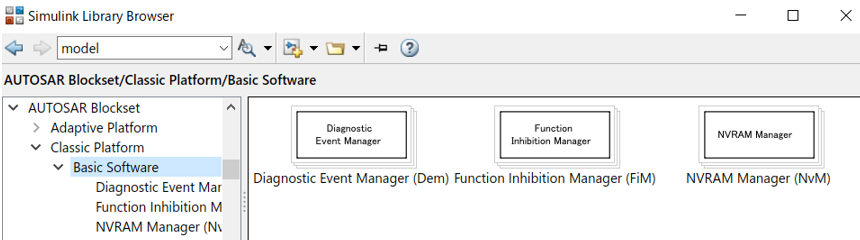 Simulink Library Browser
model
AUTOSAR Blockset/Classic Platform/Basic Software
AUTOSAR Blockset
Adaptive Platform
Classic Platform
Basic Software
Diagnostic Event Mar
Function Inhibition M
NVRAM Manager (Nv
Diagnostic
Event Manager
Diagnostic Event Manager (Dem)
Function
Inhibition Manager
Function Inhibition Manager (FiM)
NVRAM Manager
NVRAM Manager (NvM)